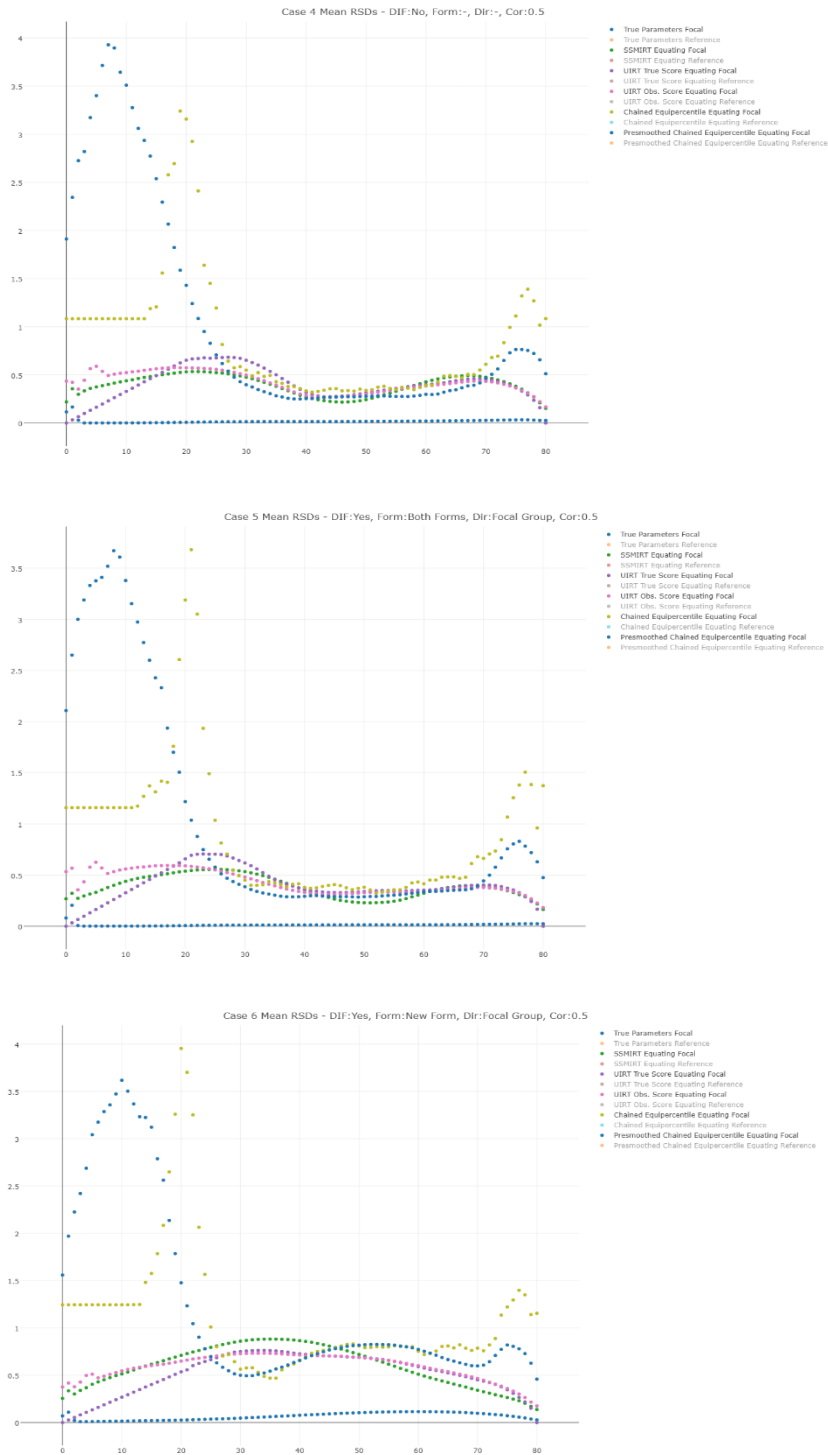 Case 4 Mean RSDs - DIF:No, Form:-, Dir:-, Cor:0.5
True Parameters Focal
True Parameters Reference
SSMIRT Equating Focal
SSMIRT Equating Reference
UIRT True Score Equating Focal
UIRT True Score Equating Reference
UIRT Obs. Score Equating Focal
UIRT Obs. Score Equating Reference
Chained Equipercentile Equating Focal
Chained Equipercentile Equating Reference
Presmoothed Chained Equipercentile Equating Focal
Presmoothed Chained Equipercentile Equating Reference
4
3.5
3
2.5
2
1.5
1
0.5
0
0 10 20 30 40 50 60 70 80
Case 5 Mean RSDs - DIF:Yes, Form:Both Forms, Dir:Focal Group, Cor:0.5
True Parameters Focal
True Parameters Reference
SSMIRT Equating Focal
SSMIRT Equating Reference
UIRT True Score Equating Focal
UIRT True Score Equating Reference
UIRT Obs. Score Equating Focal
UIRT Obs. Score Equating Reference
Chained Equipercentile Equating Focal
Chained Equipercentile Equating Reference
Presmoothed Chained Equipercentile Equating Focal
Presmoothed Chained Equipercentile Equating Reference
3.5
3
2.5
2
1.5
1
0.5
0
0 10 20 30 40 50 60 70 80
Case 6 Mean RSDs - DIF:Yes, Form:New Form, Dir:Focal Group, Cor:0.5
True Parameters Focal
True Parameters Reference
SSMIRT Equating Focal
SSMIRT Equating Reference
UIRT True Score Equating Focal
UIRT True Score Equating Reference
UIRT Obs. Score Equating Focal
UIRT Obs. Score Equating Reference
Chained Equipercentile Equating Focal
Chained Equipercentile Equating Reference
Presmoothed Chained Equipercentile Equating Focal
Presmoothed Chained Equipercentile Equating Reference
4
3.5
3
2.5
2
1.5
1
0.5
0
0 10 20 30 40 50 60 70 80